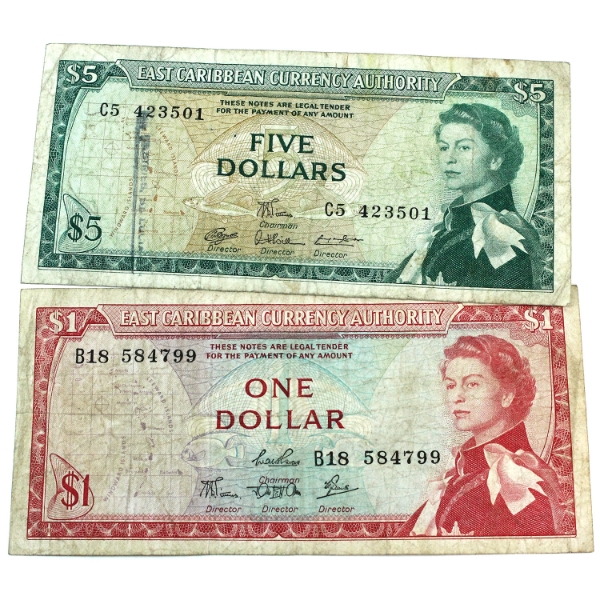 $5 EAST CARIBBEAN CURRENCY AUTHORITY $5
THESE NOTES ARE LEGAL TENDER
FOR THE PAYMENT OF ANY AMOUNT
C5 423501
FIVE
DOLLARS
C5 423501
Chairman
$5
Director Director Director
$1 EAST CARIBBEAN CURRENCY AUTHORITY $1
THESE NOTES ARE LEGAL TENDER
FOR THE PAYMENT OF ANY AMOUNT
B18 584799
ONE
DOLLAR
B18 584799
Chairman
$1
Director Director Director